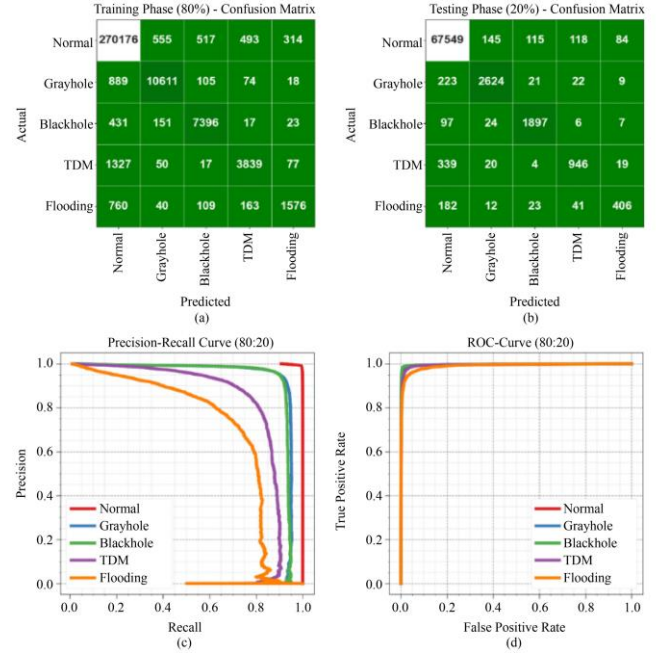 Training Phase (80%) - Confusion Matrix
Actual
Normal 270176 555 517 493 314
Grayhole 889 10611 105 74 18
Blackhole 431 151 7396 17 23
TDM 1327 50 17 3839 77
Flooding 760 40 109 163 1576
Normal Grayhole Blackhole TDM Flooding
Predicted
(a)
Testing Phase (20%) - Confusion Matrix
Actual
Normal 67549 145 115 118 84
Grayhole 223 2624 21 22 9
Blackhole 97 24 1897 6 7
TDM 339 20 4 946 19
Flooding 182 12 23 41 406
Normal Grayhole Blackhole TDM Flooding
Predicted
(b)
Precision-Recall Curve (80:20)
Precision
1.0
0.8
0.6
0.4
0.2
0.0
Normal
Grayhole
Blackhole
TDM
Flooding
0.0 0.2 0.4 0.6 0.8 1.0
Recall
(c)
ROC-Curve (80:20)
True Positive Rate
1.0
0.8
0.6
0.4
0.2
0.0
Normal
Grayhole
Blackhole
TDM
Flooding
0.0 0.2 0.4 0.6 0.8 1.0
False Positive Rate
(d)